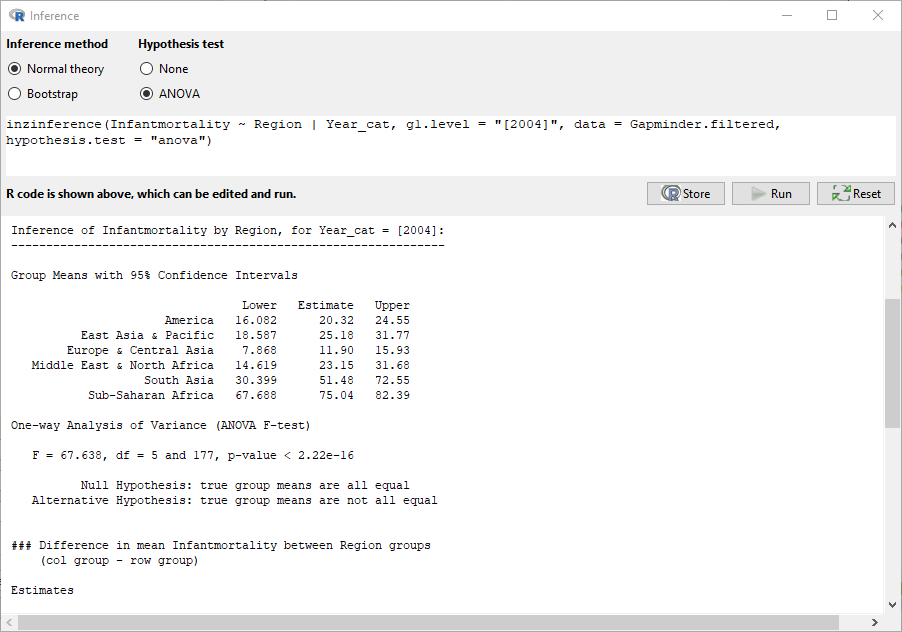 Inference
Inference method Hypothesis test
Normal theory None
Bootstrap ANOVA
inzinference(Infantmortality ~ Region | Year_cat, g1.level = "[2004]", data = Gapminder.filtered,
hypothesis.test = "anova")
R code is shown above, which can be edited and run. Store Run Reset
Inference of Infantmortality by Region, for Year_cat = [2004]:
--------------------------------------------------------------
Group Means with 95% Confidence Intervals
Lower Estimate Upper
America 16.082 20.32 24.55
East Asia & Pacific 18.587 25.18 31.77
Europe & Central Asia 7.868 11.90 15.93
Middle East & North Africa 14.619 23.15 31.68
South Asia 30.399 51.48 72.55
Sub-Saharan Africa 67.688 75.04 82.39
One-way Analysis of Variance (ANOVA F-test)
F = 67.638, df = 5 and 177, p-value < 2.22e-16
Null Hypothesis: true group means are all equal
Alternative Hypothesis: true group means are not all equal
### Difference in mean Infantmortality between Region groups
(col group - row group)
Estimates